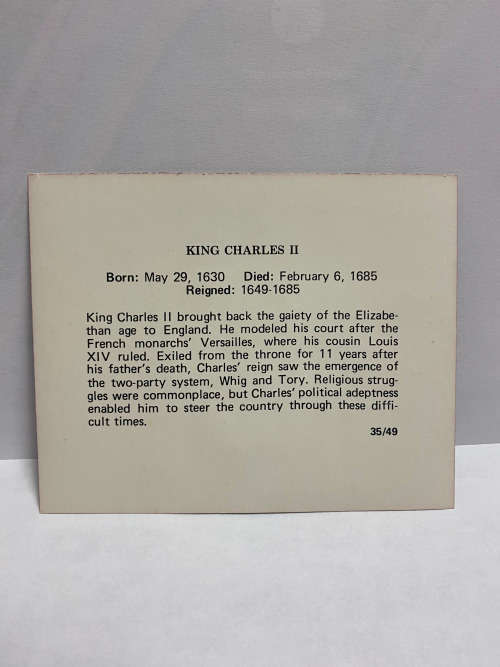 KING CHARLES II
Born: May 29, 1630 Died: February 6, 1685
Reigned: 1649-1685
King Charles II brought back the gaiety of the Elizabe-
than age to England. He modeled his court after the
French monarchs' Versailles, where his cousin Louis
XIV ruled. Exiled from the throne for 11 years after
his father's death, Charles' reign saw the emergence of
the two-party system, Whig and Tory. Religious strug-
gles were commonplace, but Charles' political adeptness
enabled him to steer the country through these diffi-
cult times.
35/49